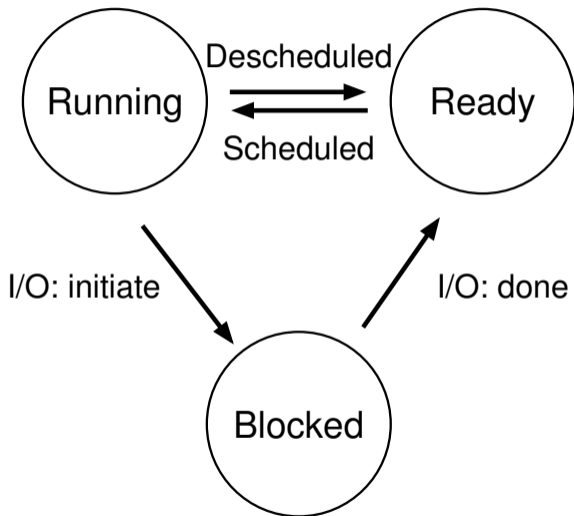 Descheduled
Running
Ready
Scheduled
I/O: initiate
I/O: done
Blocked